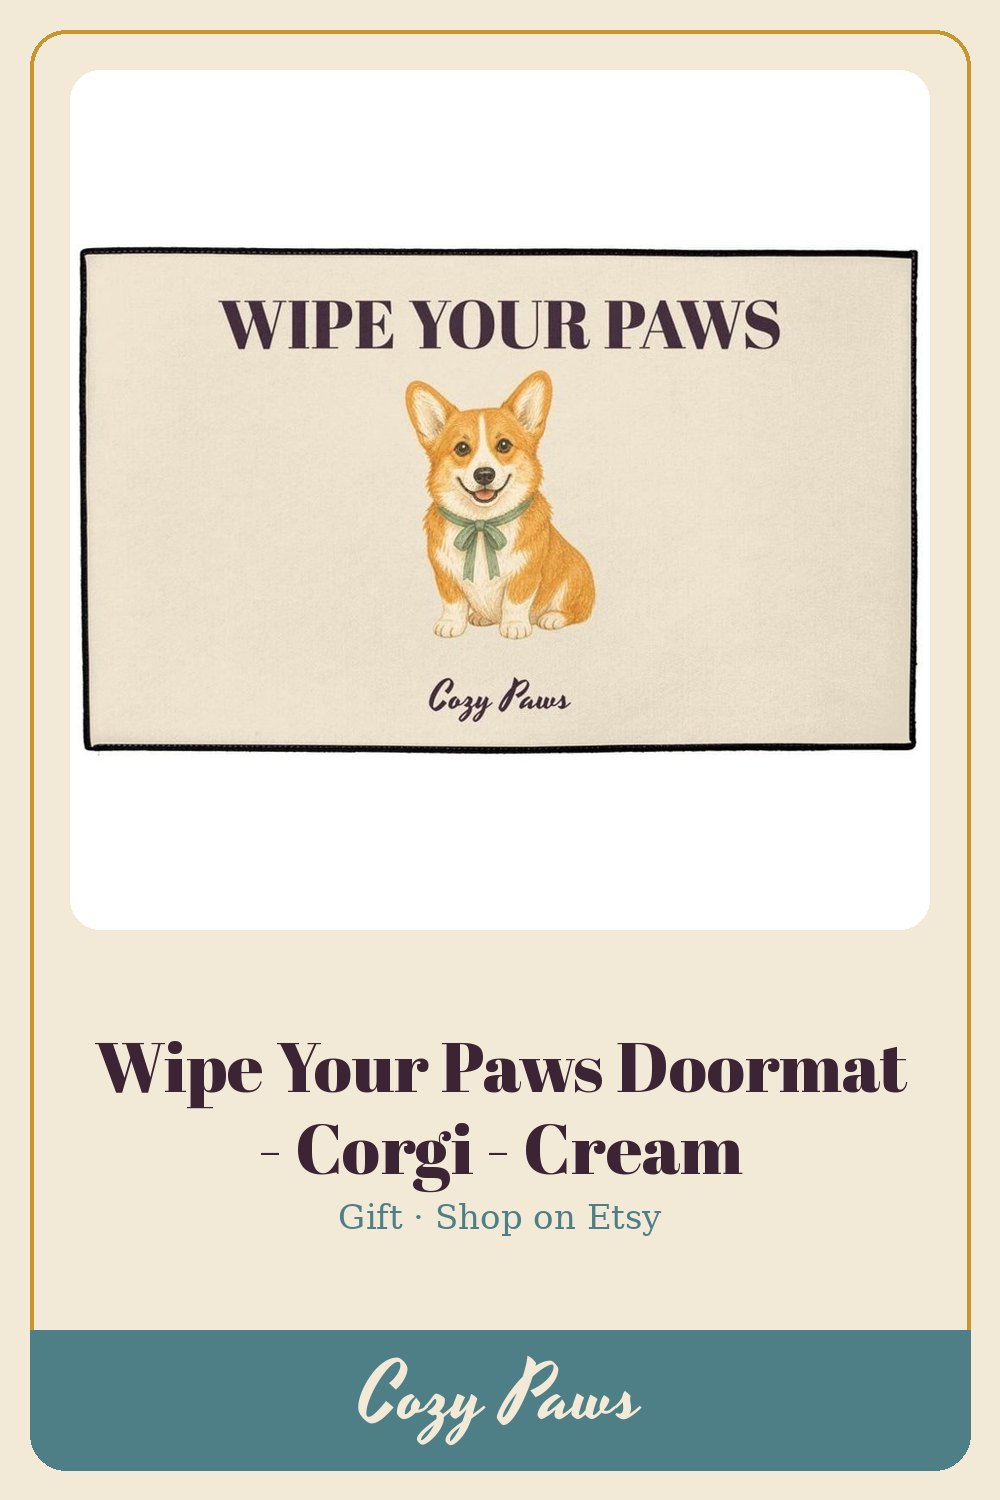 WIPE YOUR PAWS
Cozy Paws
Wipe Your Paws Doormat
- Corgi - Cream
Gift · Shop on Etsy
Cozy Paws